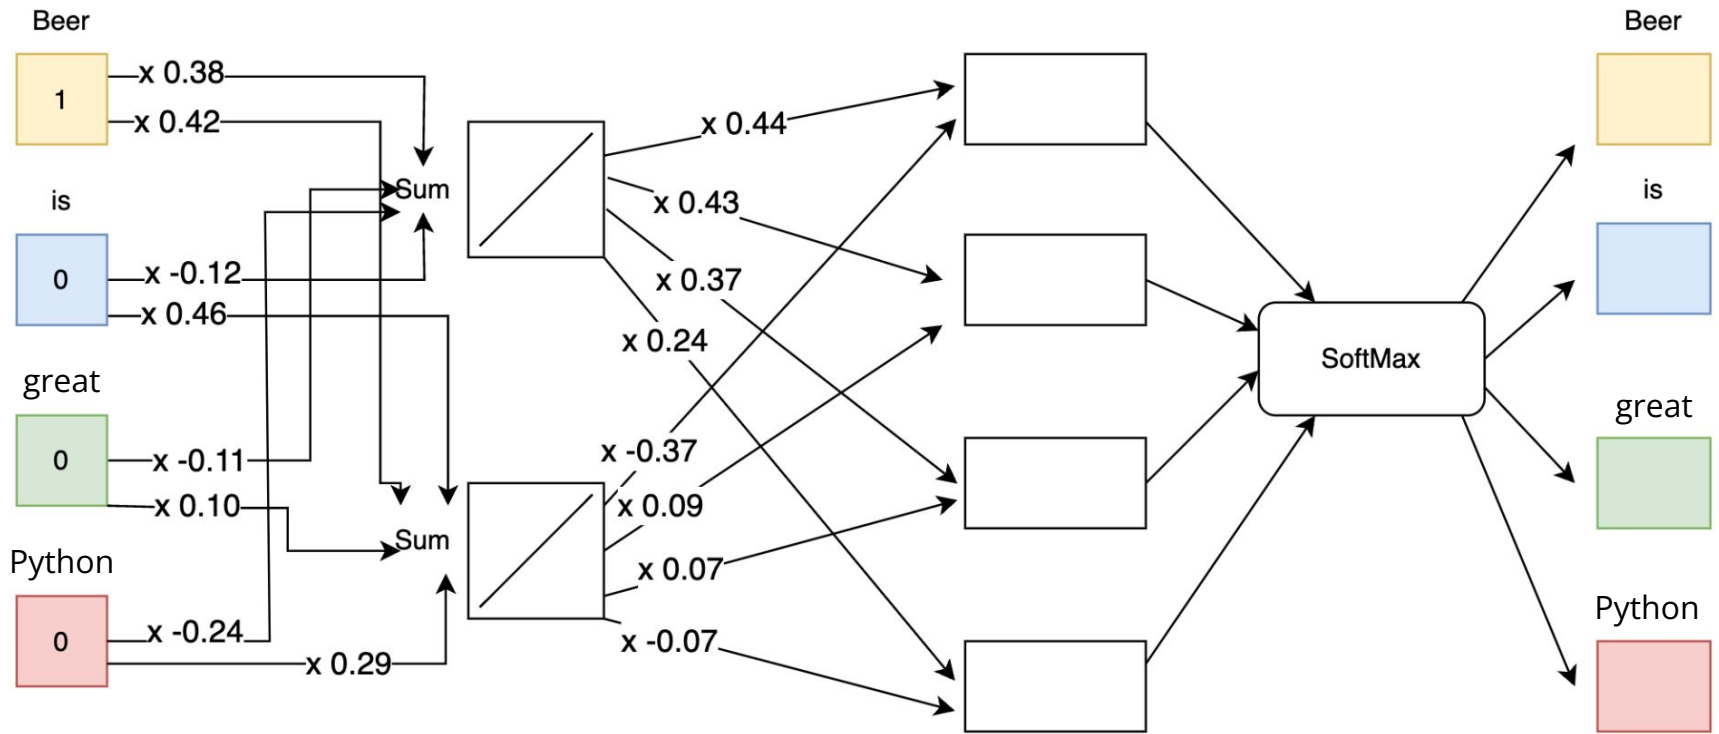 Beer
1
x 0.38
x 0.42
is
0
x -0.12
x 0.46
great
0
x -0.11
x 0.10
Python
0
x -0.24
x 0.29
Sum
Sum
x 0.44
x 0.43
x 0.37
x 0.24
x -0.37
x 0.09
x 0.07
x -0.07
SoftMax
Beer
is
great
Python